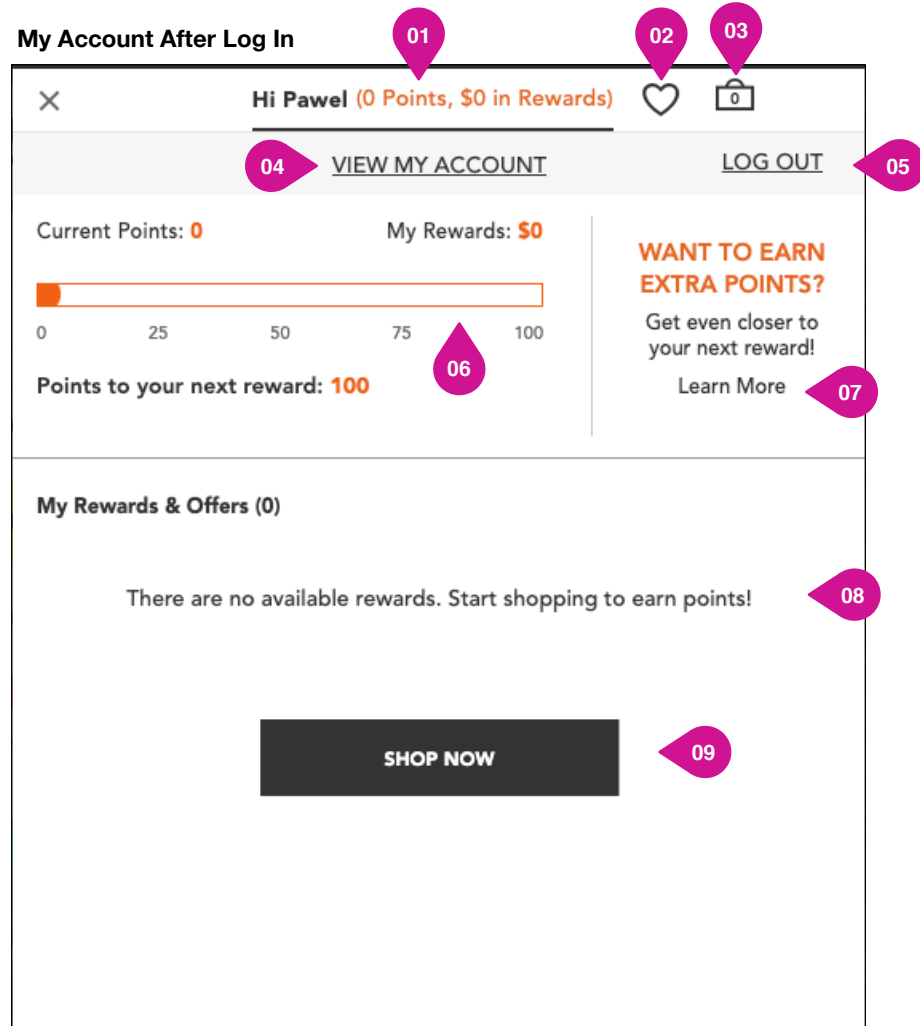 My Account After Log In
01
02
03
Hi Pawel (0 Points, $0 in Rewards)
0
04
VIEW MY ACCOUNT
LOG OUT
05
Current Points: 0
My Rewards: $0
0 25 50 75 100
06
Points to your next reward: 100
WANT TO EARN
EXTRA POINTS?
Get even closer to
your next reward!
Learn More
07
My Rewards & Offers (0)
There are no available rewards. Start shopping to earn points!
08
SHOP NOW
09